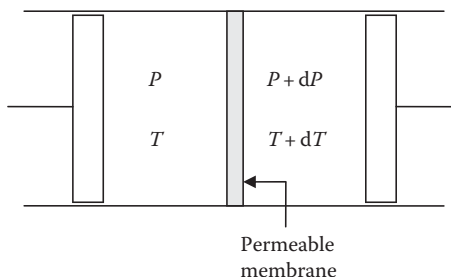 P
P + dP
T
T + dT
Permeable
membrane